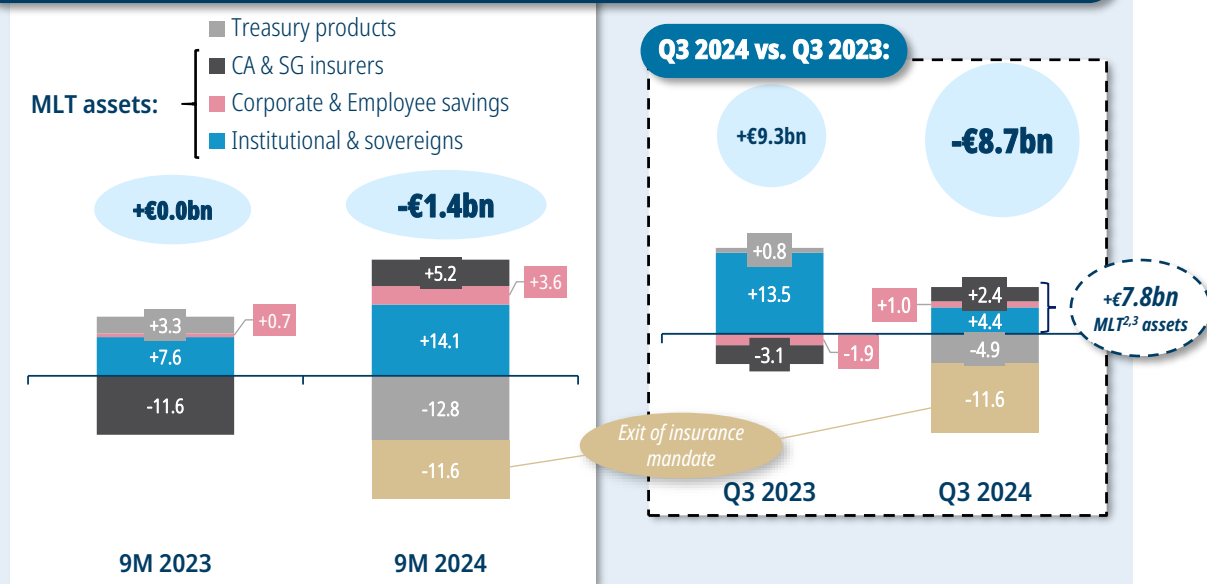 Treasury products
CA & SG insurers
MLT assets:
Corporate & Employee savings
Institutional & sovereigns
+€0.0bn
-€1.4bn
+3.3
+0.7
+7.6
-11.6
+5.2
+3.6
+14.1
-12.8
-11.6
9M 2023
9M 2024
Exit of insurance
mandate
Q3 2024 vs. Q3 2023:
+€9.3bn
-€8.7bn
+0.8
+13.5
-1.9
-3.1
+2.4
+1.0
+4.4
-4.9
-11.6
+€7.8bn
MLT2,3 assets
Q3 2023
Q3 2024